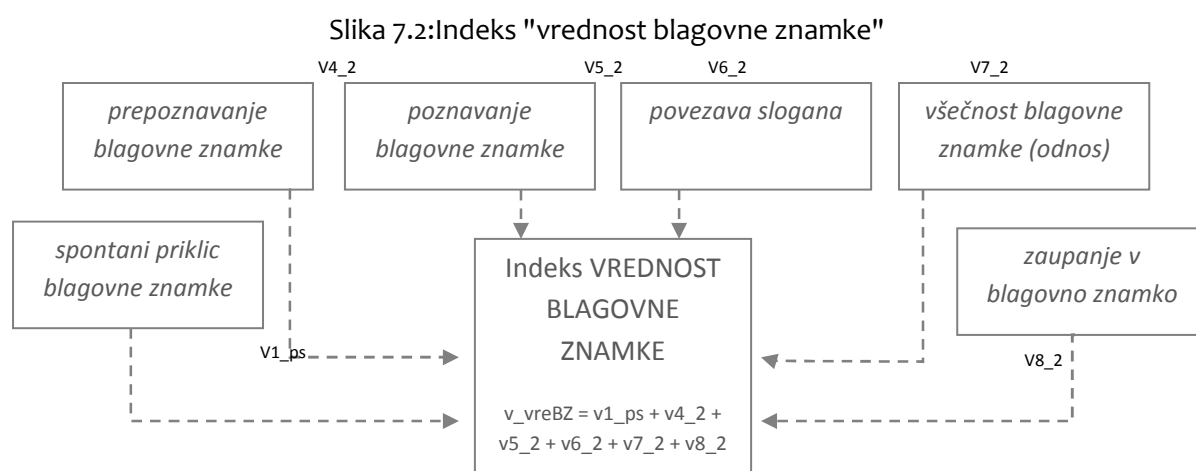 Slika 7.2:Indeks "vrednost blagovne znamke"
V4_2
V5_2
V6_2
V7_2
prepoznavanje
blagovne znamke
poznavanje
blagovne znamke
povezava slogana
všečnost blagovne
znamke (odnos)
spontani priklic
blagovne znamke
Indeks VREDNOST
BLAGOVNE
ZNAMKE
v_vreBZ = v1_ps + v4_2 +
v5_2 + v6_2 + v7_2 + v8_2
zaupanje v
blagovno znamko
V1_ps
V8_2